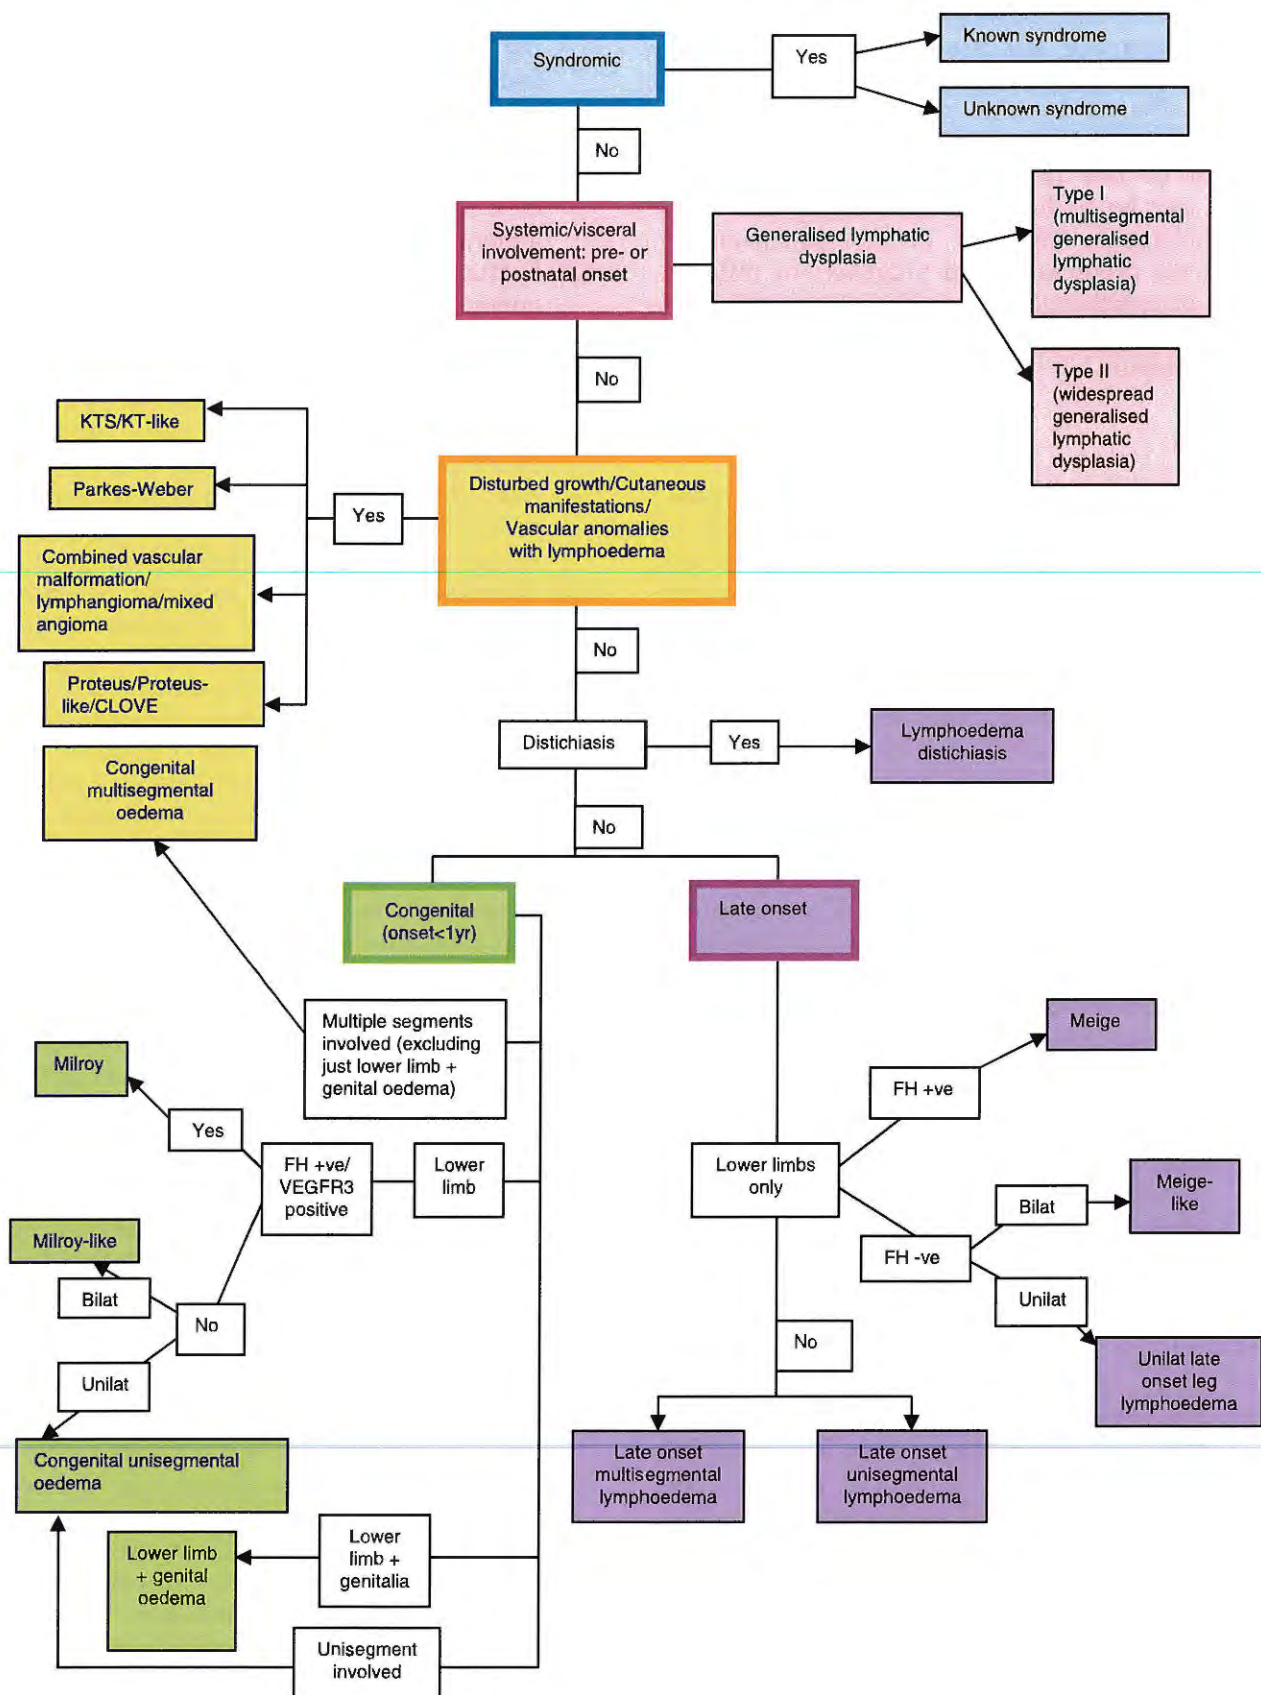 Syndromic
Yes
Known syndrome
Unknown syndrome
No
Systemic/visceral
involvement: pre- or
postnatal onset
Generalised lymphatic
dysplasia
Type I
(multisegmental
generalised
lymphatic
dysplasia)
Type II
(widespread
generalised
lymphatic
dysplasia)
No
Disturbed growth/Cutaneous
manifestations/
Vascular anomalies
with lymphoedema
Yes
KTS/KT-like
Parkes-Weber
Combined vascular
malformation/
lymphangioma/mixed
angioma
Proteus/Proteus-
like/CLOVE
No
Distichiasis
Yes
Lymphoedema
distichiasis
No
Congenital
multisegmental
oedema
Congenital
(onset<1yr)
Late onset
Multiple segments
involved (excluding
just lower limb +
genital oedema)
Milroy
Yes
FH +ve/
VEGFR3
positive
Lower
limb
Milroy-like
Bilat
No
Unilat
Congenital unisegmental
oedema
Lower limb
+ genital
oedema
Lower
limb +
genitalia
Unisegment
involved
Lower limbs
only
FH +ve
Meige
FH -ve
Bilat
Meige-
like
Unilat
Unilat late
onset leg
lymphoedema
No
Late onset
multisegmental
lymphoedema
Late onset
unisegmental
lymphoedema